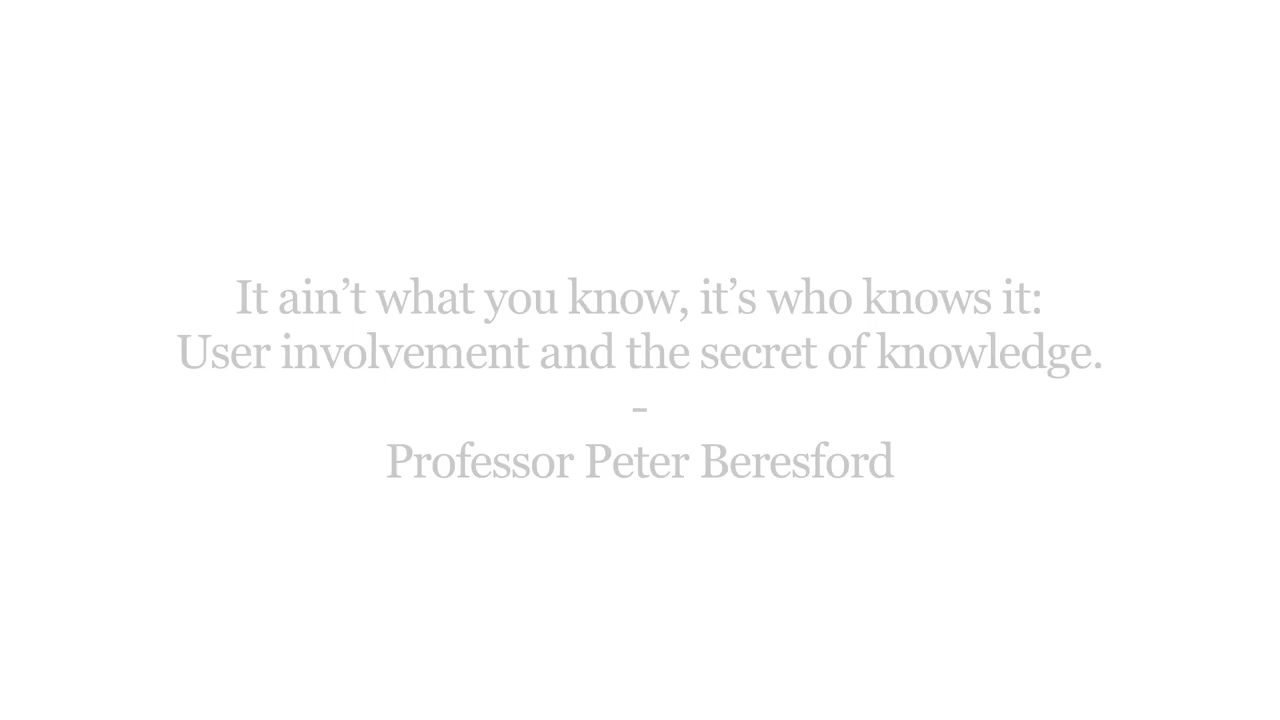 It ain’t what you know, it’s who knows it:
User involvement and the secret of knowledge.
-
Professor Peter Beresford